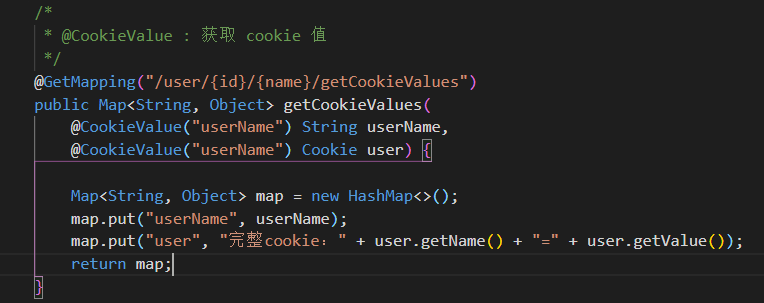 /*
 * @CookieValue : 获取 cookie 值
 */
@GetMapping("/user/{id}/{name}/getCookieValues")
public Map<String, Object> getCookieValues(
    @CookieValue("userName") String userName,
    @CookieValue("userName") Cookie user) {
    Map<String, Object> map = new HashMap<>();
    map.put("userName", userName);
    map.put("user", "完整cookie：" + user.getName() + "=" + user.getValue());
    return map;
}